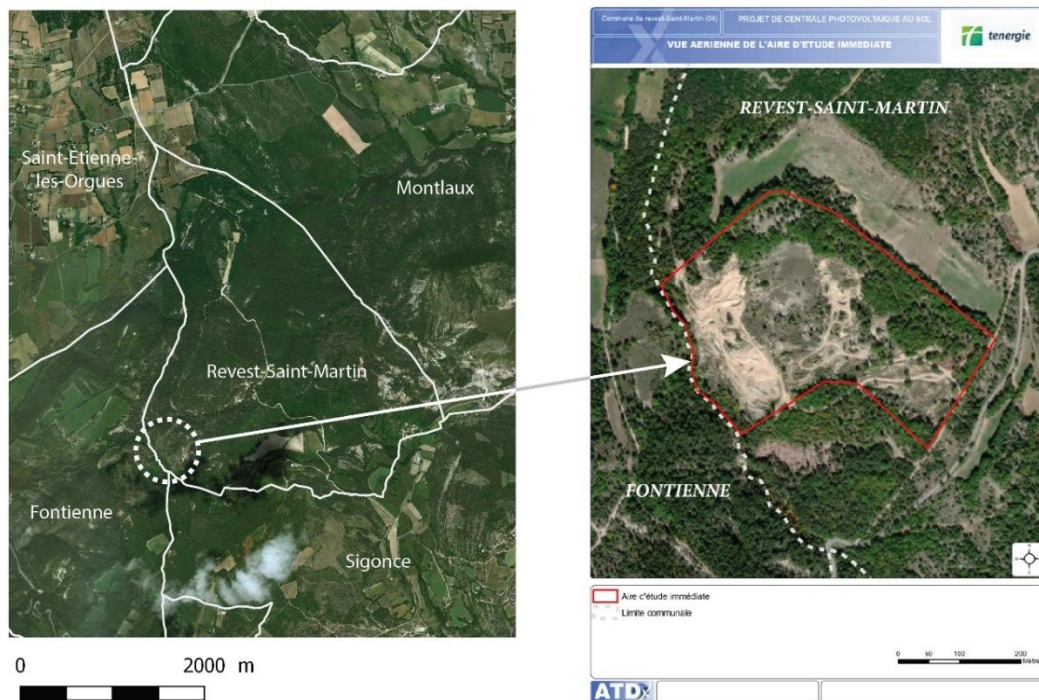 Saint-Etienne-
les-Orgues
Montlaux
Revest-Saint-Martin
Fontienne
Sigonce
0 2000 m
Commune de revest-Saint-Martin (04)
PROJET DE CENTRALE PHOTOVOLTAIQUE AU SOL
VUE AERIENNE DE L'AIRE D'ETUDE IMMEDIATE
tenergie
REVEST-SAINT-MARTIN
FONTIENNE
Aire d'étude immédiate
Limite communale
0 50 100 200
Mètres
ATDx